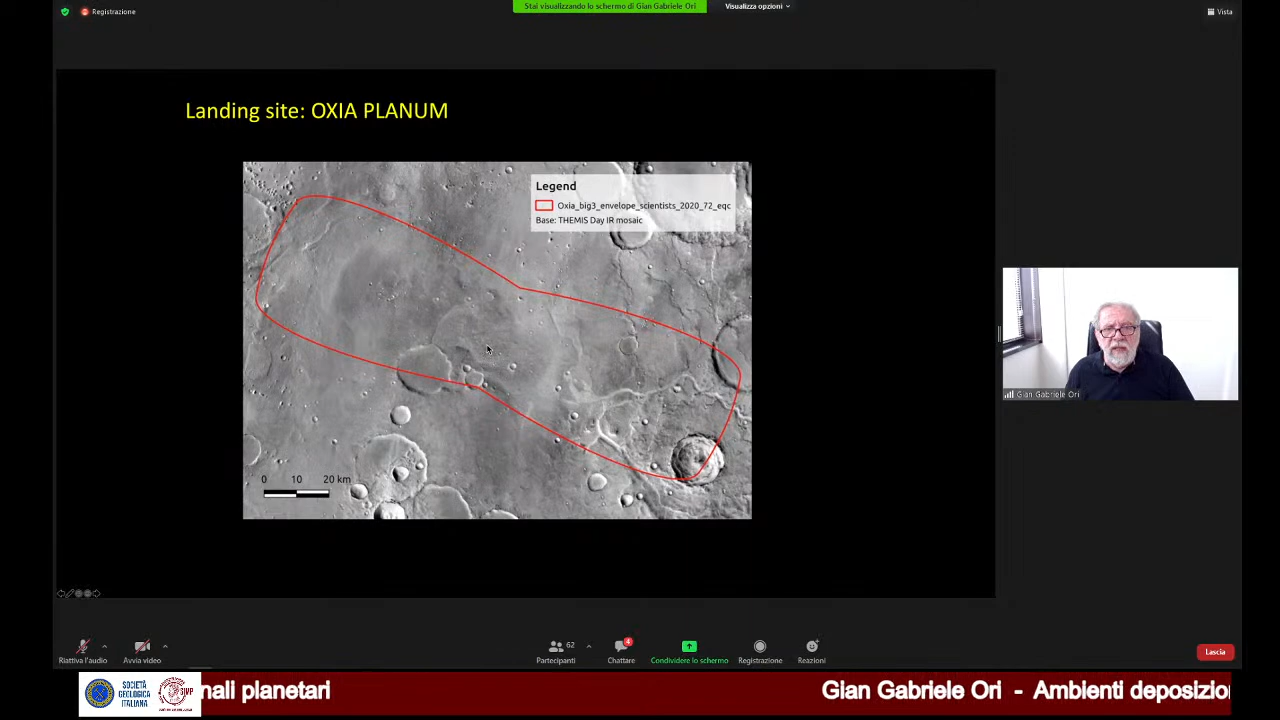 Registrazione
Stai visualizzando lo schermo di Gian Gabriele Ori
Visualizza opzioni
Vista
Landing site: OXIA PLANUM
Legend
Oxia_big3_envelope_scientists_2020_72_eqc
Base: THEMIS Day IR mosaic
0 10 20 km
Gian Gabriele Ori
Riattiva l'audio
Avvia video
62
Partecipanti
4
Chattare
Condividere lo schermo
Registrazione
Reazioni
Lascia
SOCIETÀ
GEOLOGICA
ITALIANA
nali planetari
Gian Gabriele Ori - Ambienti deposizio